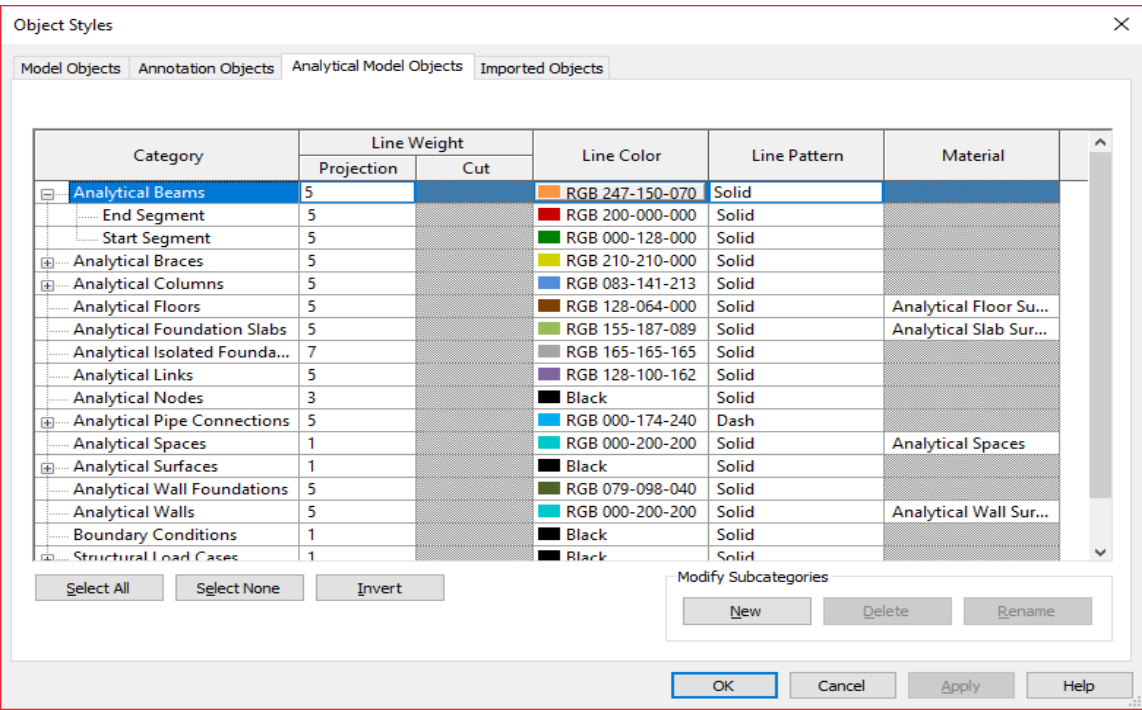 Object Styles
Model Objects Annotation Objects Analytical Model Objects Imported Objects
Category Line Weight Line Color Line Pattern Material
Projection Cut
Analytical Beams 5 RGB 247-150-070 Solid
End Segment 5 RGB 200-000-000 Solid
Start Segment 5 RGB 000-128-000 Solid
Analytical Braces 5 RGB 210-210-000 Solid
Analytical Columns 5 RGB 083-141-213 Solid
Analytical Floors 5 RGB 128-064-000 Solid Analytical Floor Su...
Analytical Foundation Slabs 5 RGB 155-187-089 Solid Analytical Slab Sur...
Analytical Isolated Founda... 7 RGB 165-165-165 Solid
Analytical Links 5 RGB 128-100-162 Solid
Analytical Nodes 3 Black Solid
Analytical Pipe Connections 5 RGB 000-174-240 Dash
Analytical Spaces 1 RGB 000-200-200 Solid Analytical Spaces
Analytical Surfaces 1 Black Solid
Analytical Wall Foundations 5 RGB 079-098-040 Solid
Analytical Walls 5 RGB 000-200-200 Solid Analytical Wall Sur...
Boundary Conditions 1 Black Solid
Structural Load Cases 1 Black Solid
Select All Select None Invert
Modify Subcategories
New Delete Rename
OK Cancel Apply Help